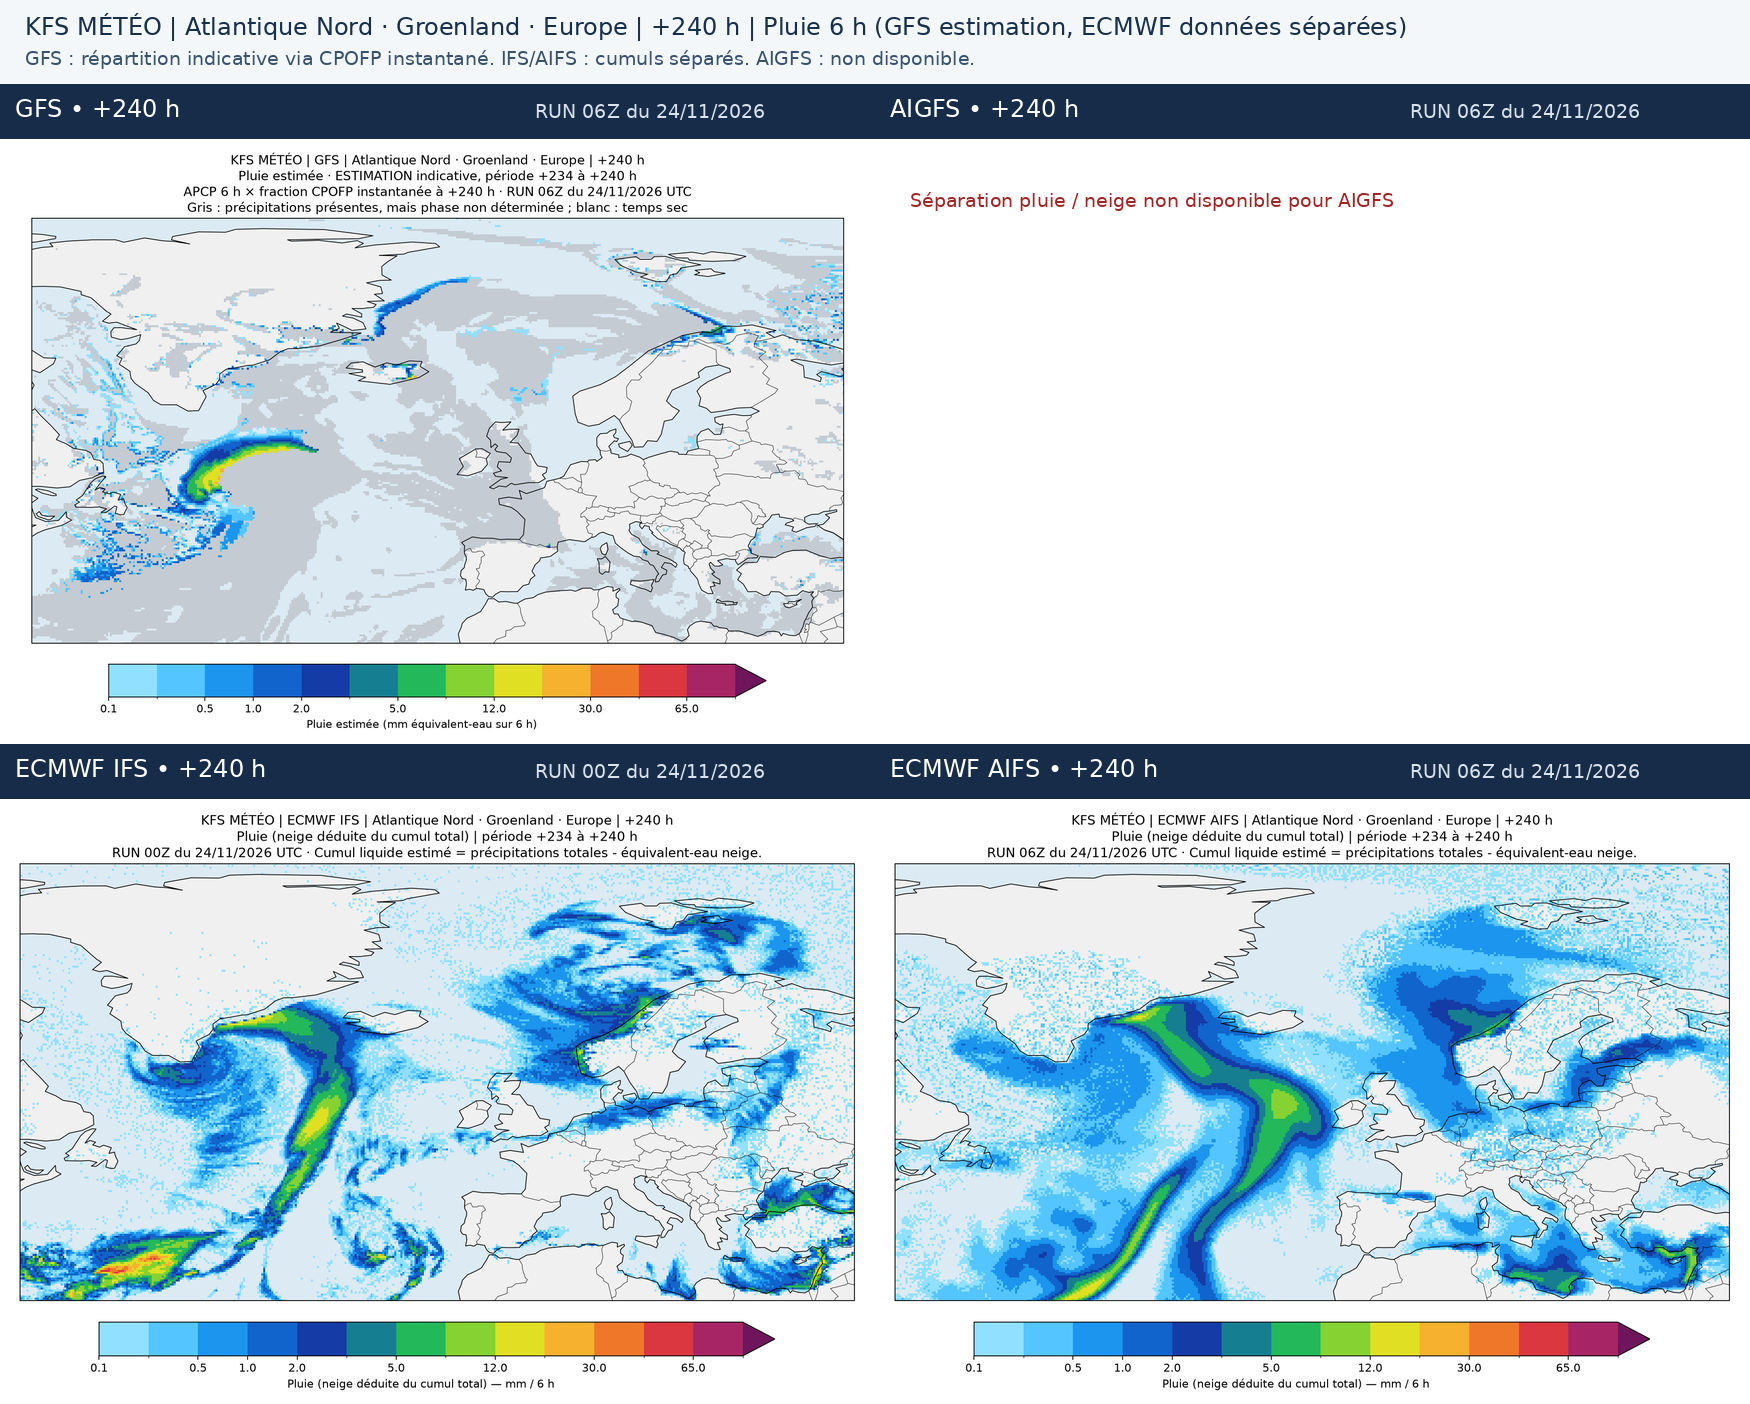 KFS MÉTÉO | Atlantique Nord · Groenland · Europe | +240 h | Pluie 6 h (GFS estimation, ECMWF données séparées)
GFS : répartition indicative via CPOFP instantané. IFS/AIFS : cumuls séparés. AIGFS : non disponible.
GFS • +240 h
RUN 06Z du 24/11/2026
KFS MÉTÉO | GFS | Atlantique Nord · Groenland · Europe | +240 h
Pluie estimée · ESTIMATION indicative, période +234 à +240 h
APCP 6 h × fraction CPOFP instantanée à +240 h · RUN 06Z du 24/11/2026 UTC
Gris : précipitations présentes, mais phase non déterminée ; blanc : temps sec
0.1 0.5 1.0 2.0 5.0 12.0 30.0 65.0
Pluie estimée (mm équivalent-eau sur 6 h)
AIGFS • +240 h
RUN 06Z du 24/11/2026
Séparation pluie / neige non disponible pour AIGFS
ECMWF IFS • +240 h
RUN 00Z du 24/11/2026
KFS MÉTÉO | ECMWF IFS | Atlantique Nord · Groenland · Europe | +240 h
Pluie (neige déduite du cumul total) | période +234 à +240 h
RUN 00Z du 24/11/2026 UTC · Cumul liquide estimé = précipitations totales - équivalent-eau neige.
0.1 0.5 1.0 2.0 5.0 12.0 30.0 65.0
Pluie (neige déduite du cumul total) — mm / 6 h
ECMWF AIFS • +240 h
RUN 06Z du 24/11/2026
KFS MÉTÉO | ECMWF AIFS | Atlantique Nord · Groenland · Europe | +240 h
Pluie (neige déduite du cumul total) | période +234 à +240 h
RUN 06Z du 24/11/2026 UTC · Cumul liquide estimé = précipitations totales - équivalent-eau neige.
0.1 0.5 1.0 2.0 5.0 12.0 30.0 65.0
Pluie (neige déduite du cumul total) — mm / 6 h